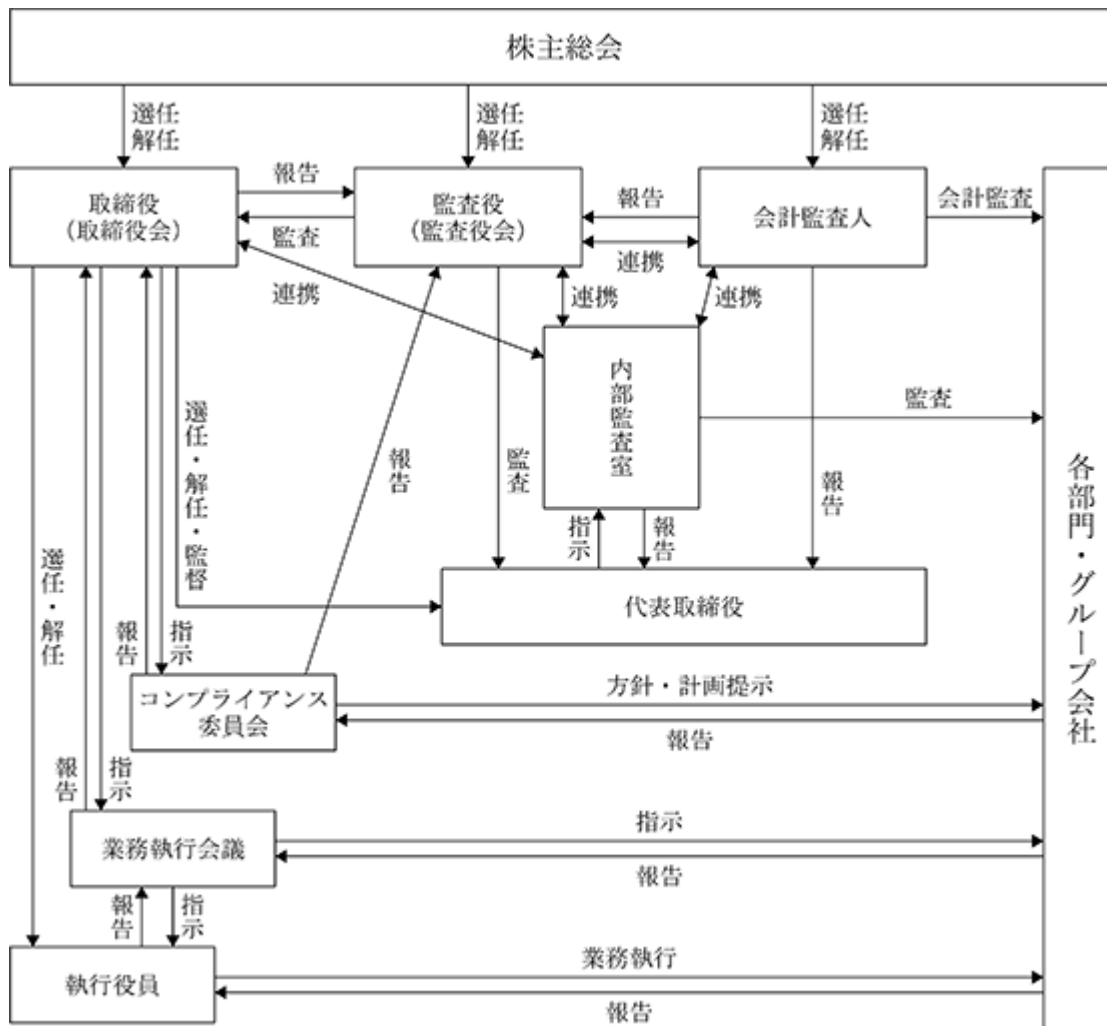 株主総会
選任
解任
選任
解任
選任
解任
取締役
（取締役会）
報告
監査
監査役
（監査役会）
報告
連携
会計監査人
会計監査
連携
連携
連携
内部監査室
監査
選任・解任・監督
報告
監査
報告
指示
報告
代表取締役
選任・解任
報告
指示
コンプライアンス
委員会
方針・計画提示
報告
各部門・グループ会社
報告
指示
業務執行会議
指示
報告
報告
指示
執行役員
業務執行
報告